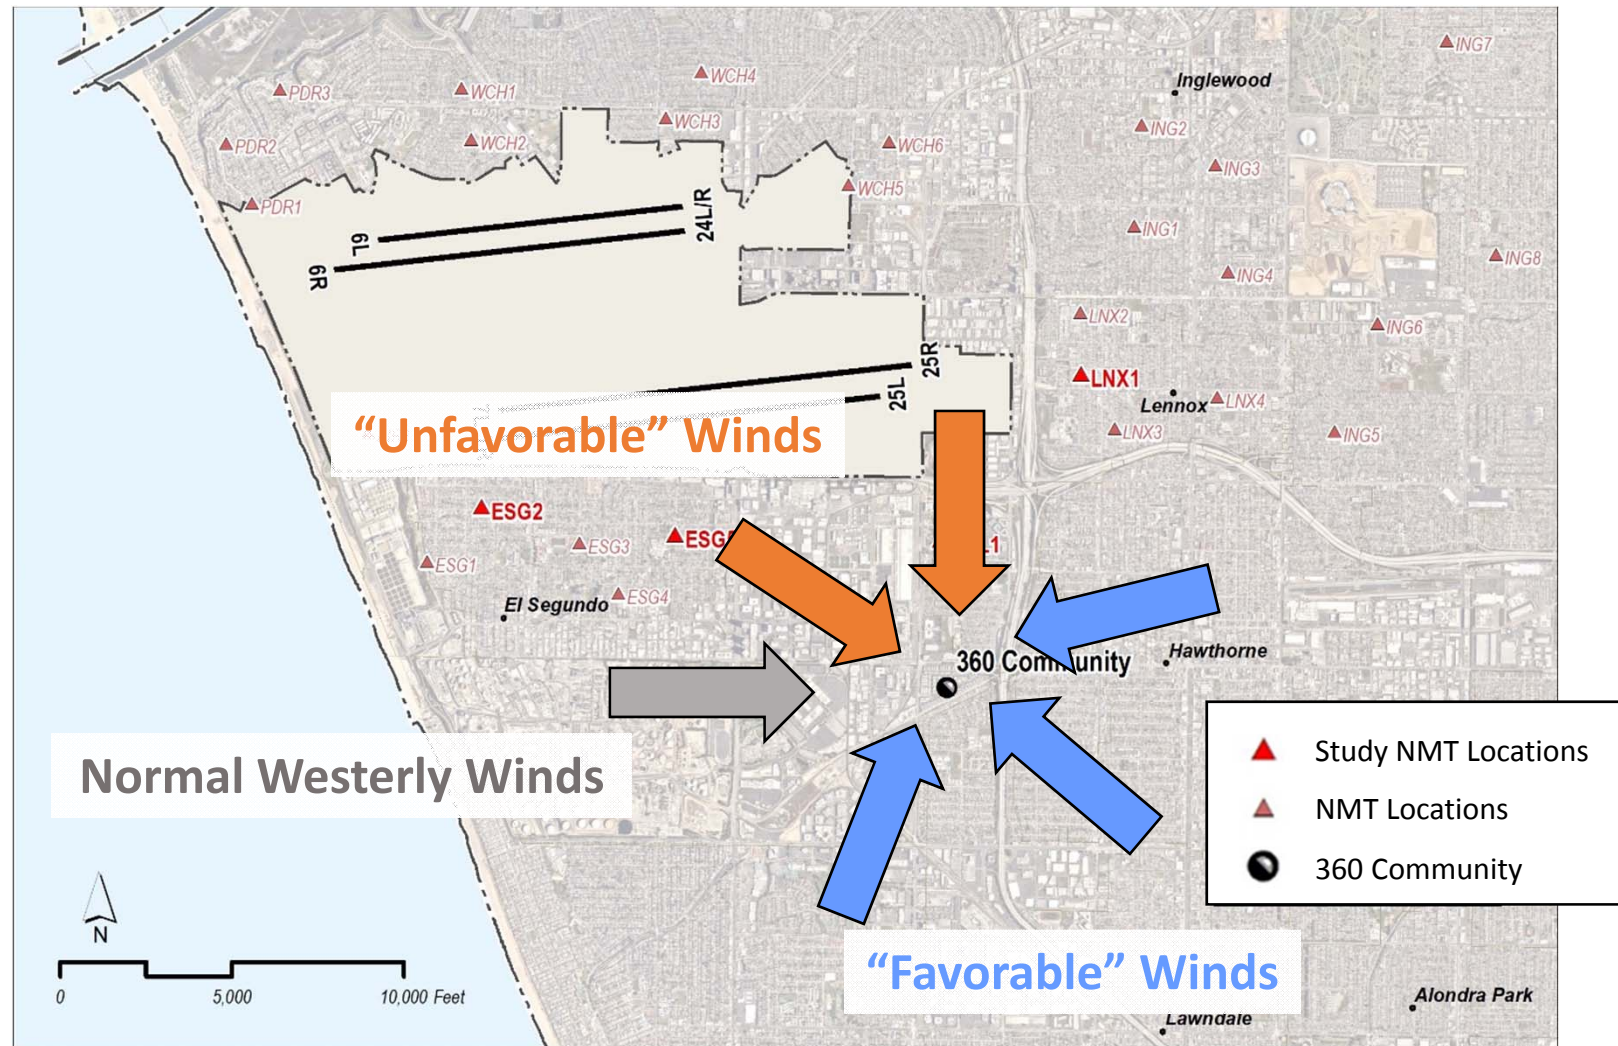 ING7
WCH4
Inglewood
PDR3
WCH1
WCH3
ING2
PDR2
WCH2
WCH6
ING3
WCH5
PDR1
24L/R
ING1
6L
6R
ING4
ING8
LNX2
ING6
25R
LNX1
25L
Lennox
LNX4
“Unfavorable” Winds
LNX3
ING5
ESG2
ESG3
ESG1
El Segundo
ESG4
360 Community
Hawthorne
Normal Westerly Winds
Study NMT Locations
NMT Locations
360 Community
N
“Favorable” Winds
0
5,000
10,000 Feet
Alondra Park
Lawndale